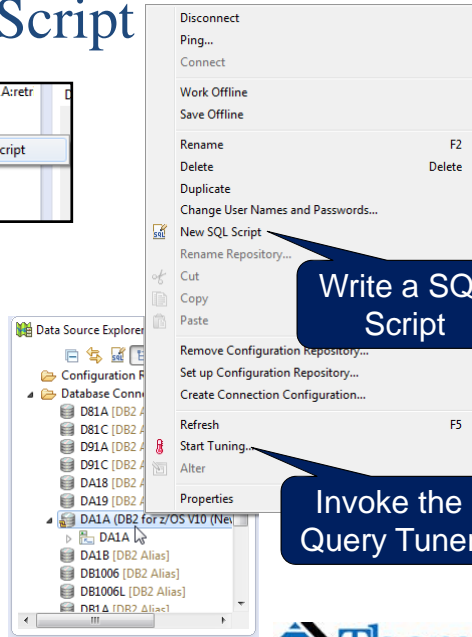 Script
A:retr
cript
Disconnect
Ping...
Connect
Work Offline
Save Offline
Rename F2
Delete Delete
Duplicate
Change User Names and Passwords...
New SQL Script
Rename Repository...
Cut
Copy
Paste
Remove Configuration Repository...
Set up Configuration Repository...
Create Connection Configuration...
Refresh F5
Start Tuning...
Alter
Properties
Write a SQ
Script
Invoke the
Query Tuner
Data Source Explorer
Configuration R
Database Conn
D81A [DB2 A
D81C [DB2 A
D91A [DB2 A
D91C [DB2 A
DA18 [DB2 A
DA19 [DB2 A
DA1A (DB2 for z/OS V10 (New
DA1A
DA1B [DB2 Alias]
DB1006 [DB2 Alias]
DB1006L [DB2 Alias]
DB1A [DB2 Alias]